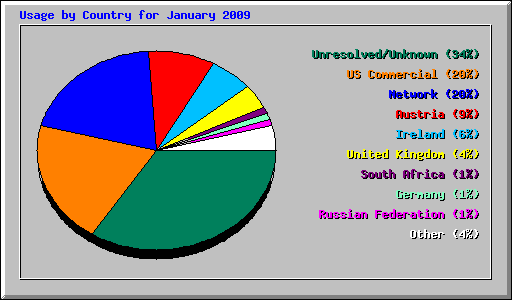 Usage by Country for January 2009
Unresolved/Unknown (34%)
US Commercial (20%)
Network (20%)
Austria (9%)
Ireland (6%)
United Kingdom (4%)
South Africa (1%)
Germany (1%)
Russian Federation (1%)
Other (4%)